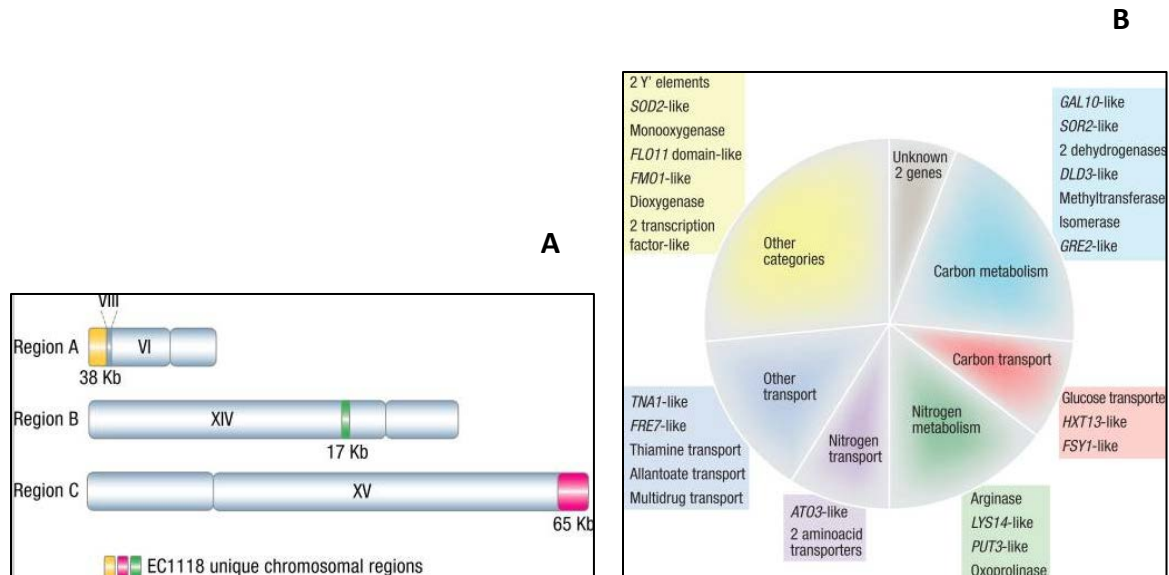 B
A
VIII
Region A
VI
38 Kb
Region B
XIV
17 Kb
Region C
XV
65 Kb
EC1118 unique chromosomal regions
2 Y' elements
SOD2-like
Monooxygenase
FLO11 domain-like
FMO1-like
Dioxygenase
2 transcription
factor-like
Unknown
2 genes
GAL10-like
SOR2-like
2 dehydrogenases
DLD3-like
Methyltransferase
Isomerase
GRE2-like
Other
categories
Carbon metabolism
Carbon transport
Glucose transporte
HXT13-like
FSY1-like
Other
transport
TNA1-like
FRE7-like
Thiamine transport
Allantoate transport
Multidrug transport
Nitrogen
transport
ATO3-like
2 aminoacid
transporters
Nitrogen
metabolism
Arginase
LYS14-like
PUT3-like
Oxoprolinase